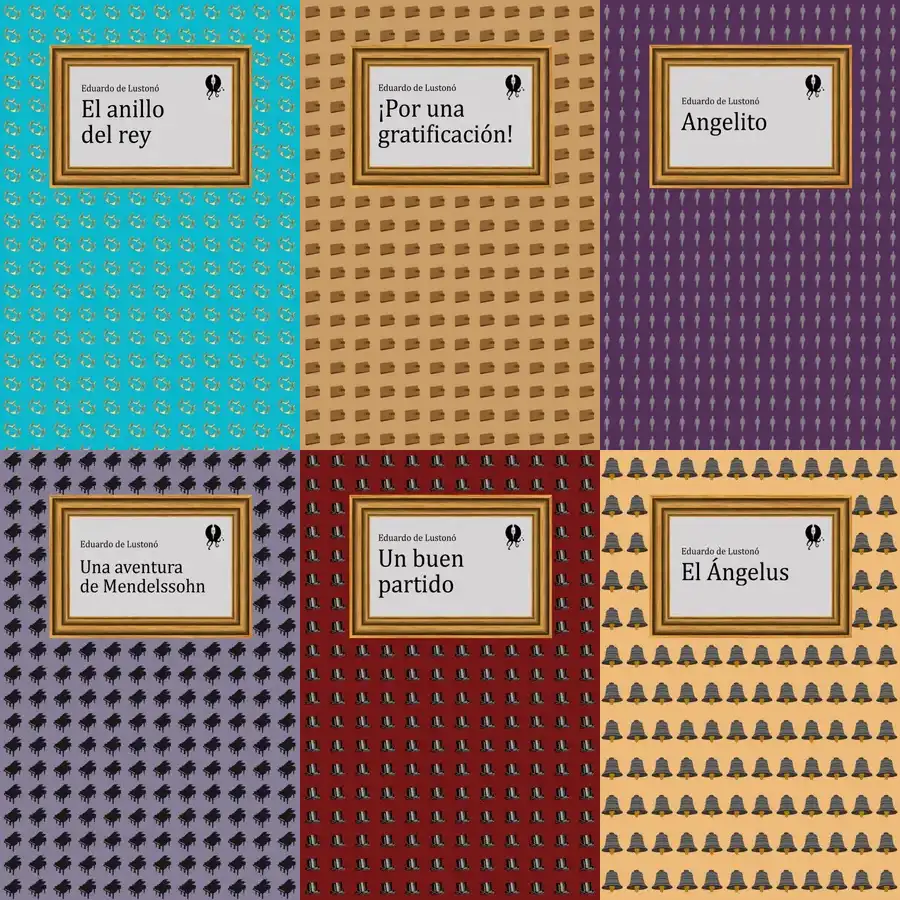 Eduardo de Lustonó
El anillo
del rey
Eduardo de Lustonó
¡Por una
gratificación!
Eduardo de Lustonó
Angelito
Eduardo de Lustonó
Una aventura
de Mendelssohn
Eduardo de Lustonó
Un buen
partido
Eduardo de Lustonó
El Ángelus